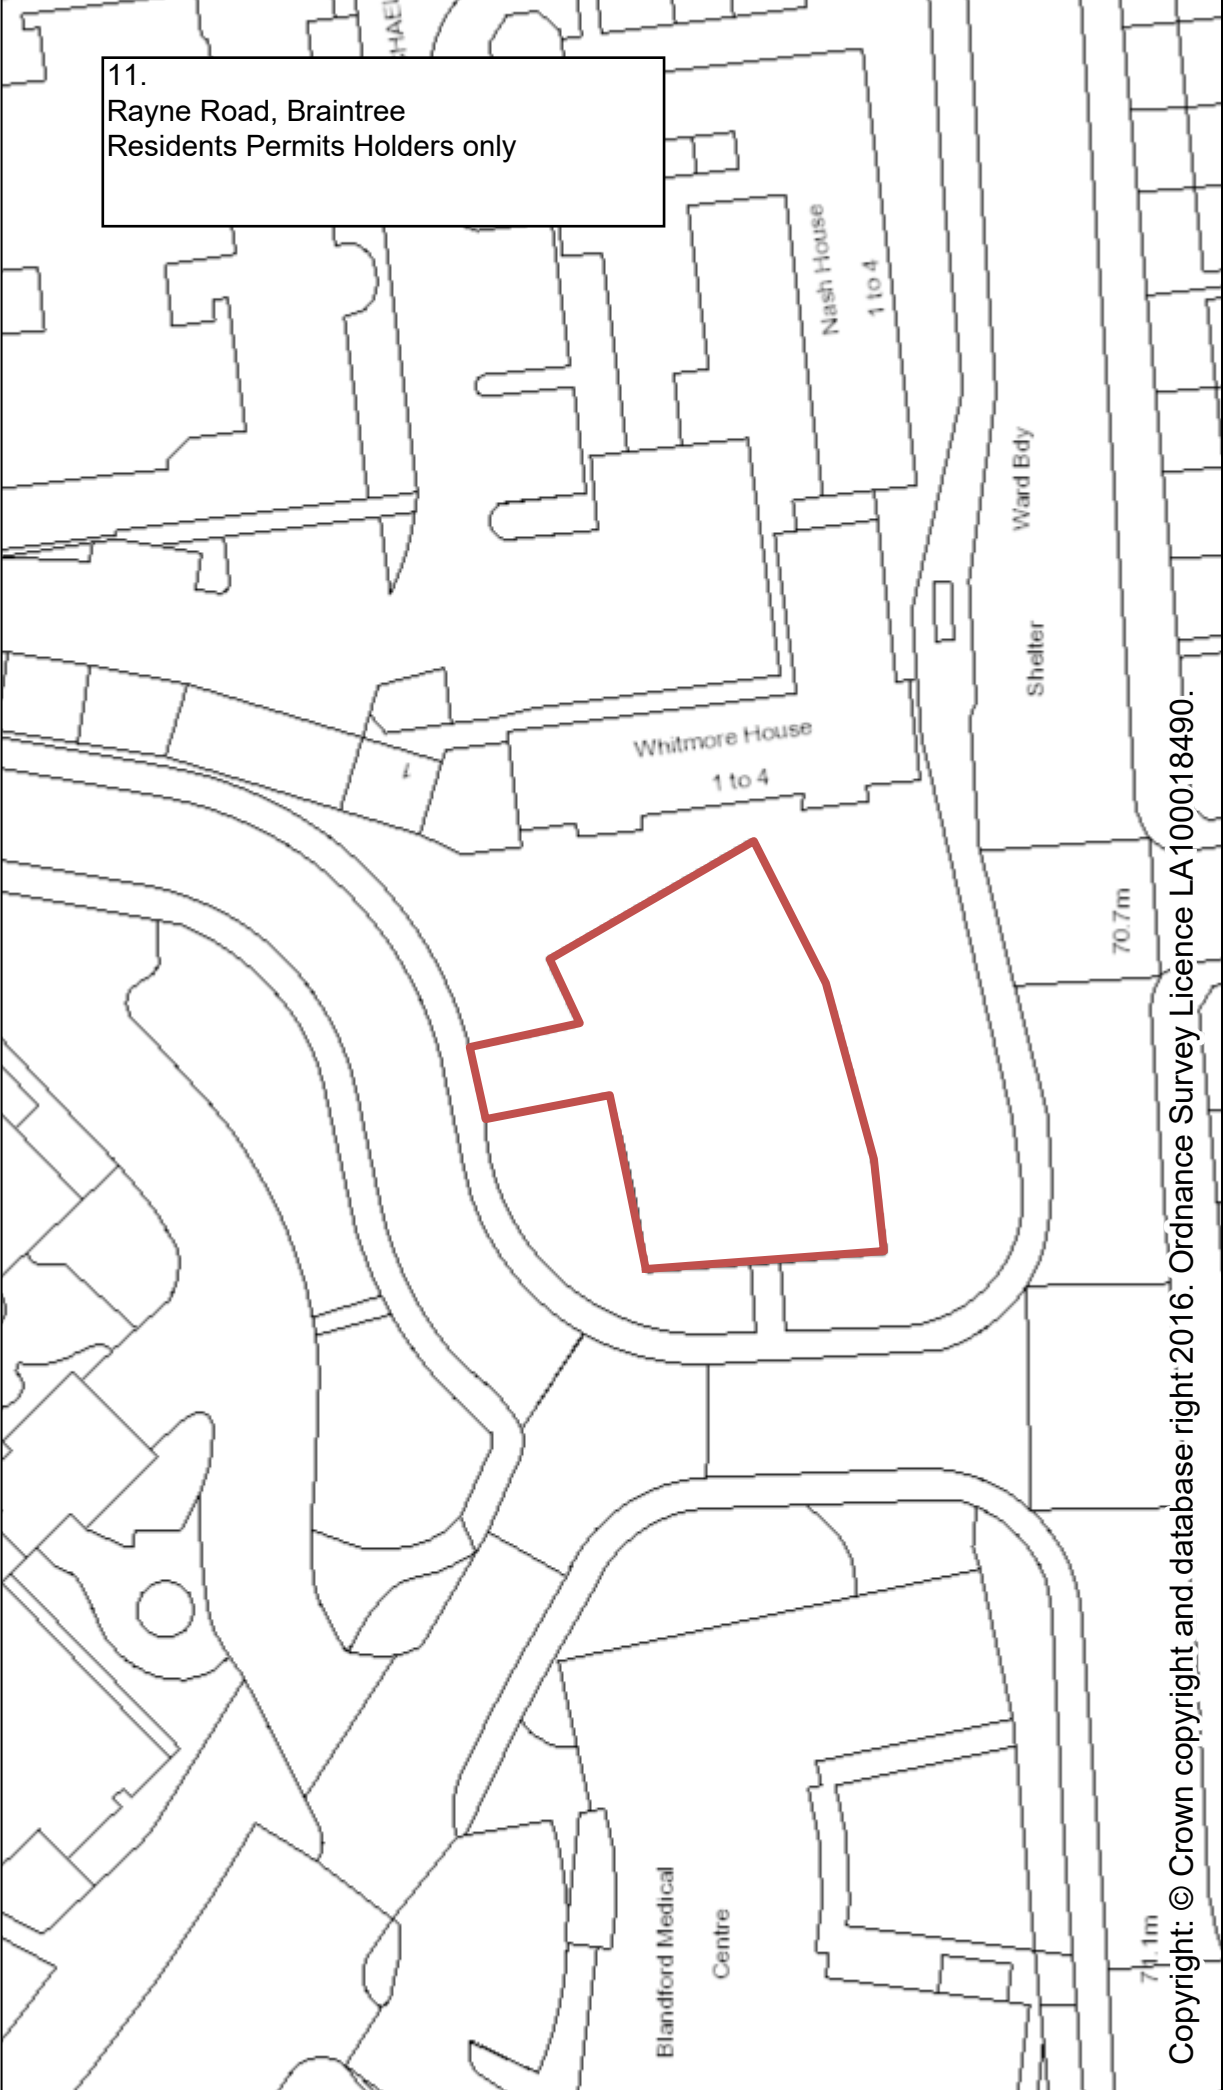 11.
Rayne Road, Braintree
Residents Permits Holders only
Nash House
1 to 4
Ward Bdy
Shelter
Whitmore House
1 to 4
1
70.7m
Blandford Medical
Centre
71.1m
Copyright: © Crown copyright and database right 2016. Ordnance Survey Licence LA100018490.